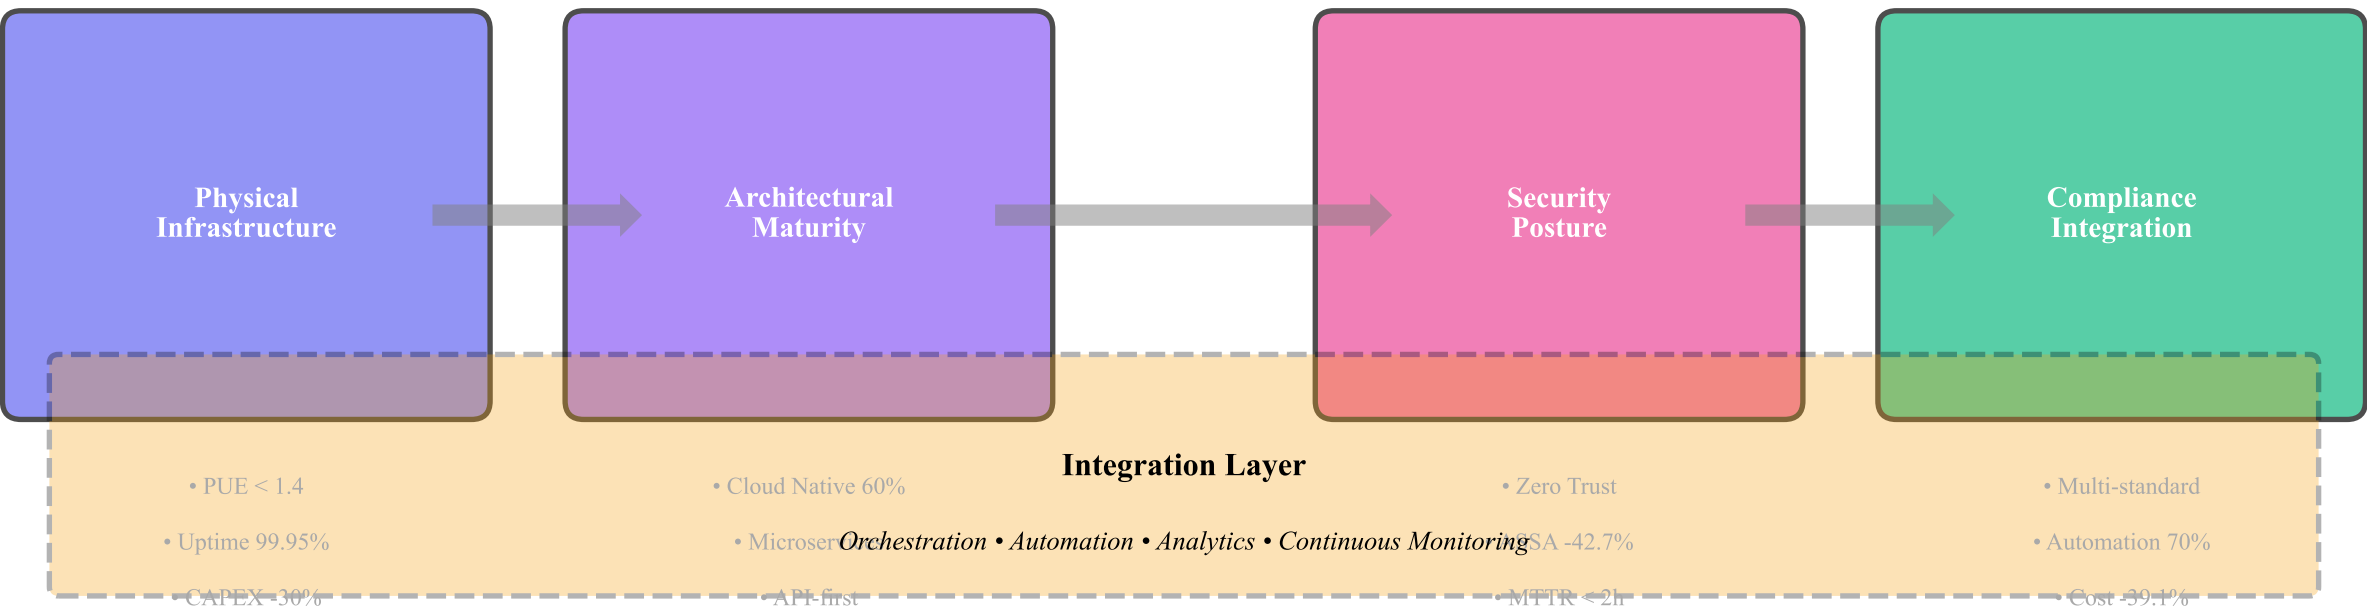 Physical
Infrastructure
Architectural
Maturity
Security
Posture
Compliance
Integration
Integration Layer
• PUE < 1.4
• Cloud Native 60%
• Zero Trust
• Multi-standard
• Uptime 99.95%
• Microservices
Orchestration • Automation • Analytics • Continuous Monitoring
• ASSA -42.7%
• Automation 70%
• CAPEX -30%
• API-first
• MTTR < 2h
• Cost -39.1%